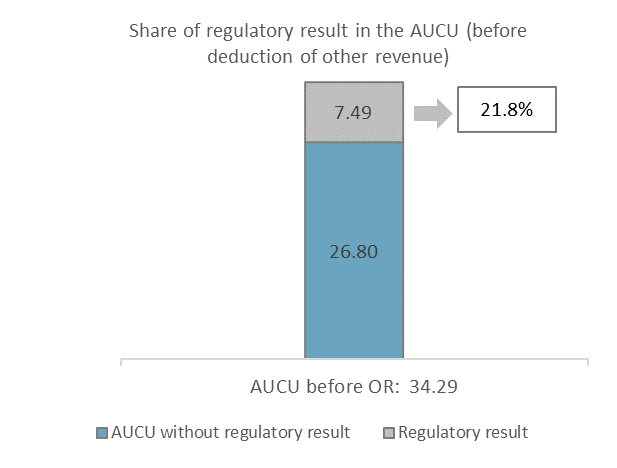 Share of regulatory result in the AUCU (before
deduction of other revenue)
7.49
21.8%
26.80
AUCU before OR: 34.29
AUCU without regulatory result
Regulatory result